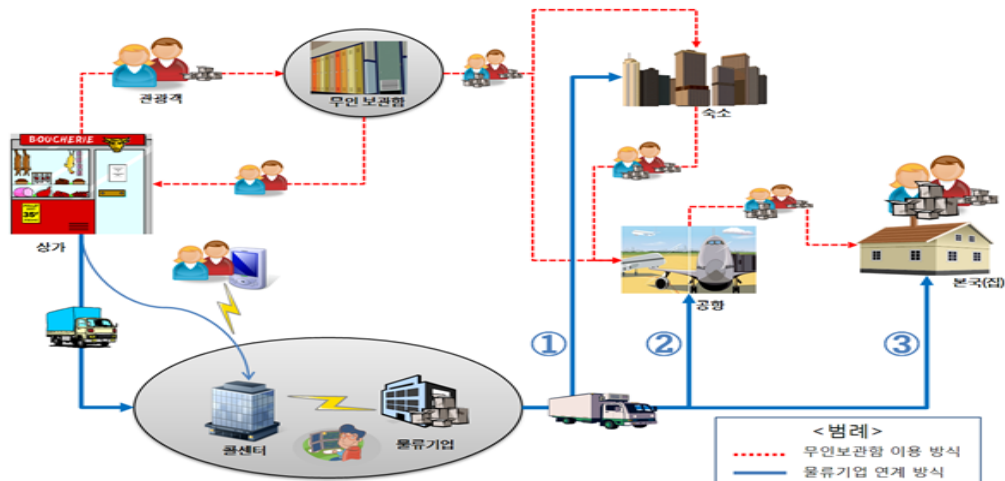 BOUCHERIE
35F
관광객
무인 보관함
숙소
상가
공항
본국(집)
①
②
③
콜센터
물류기업
<범례>
무인보관함 이용 방식
물류기업 연계 방식